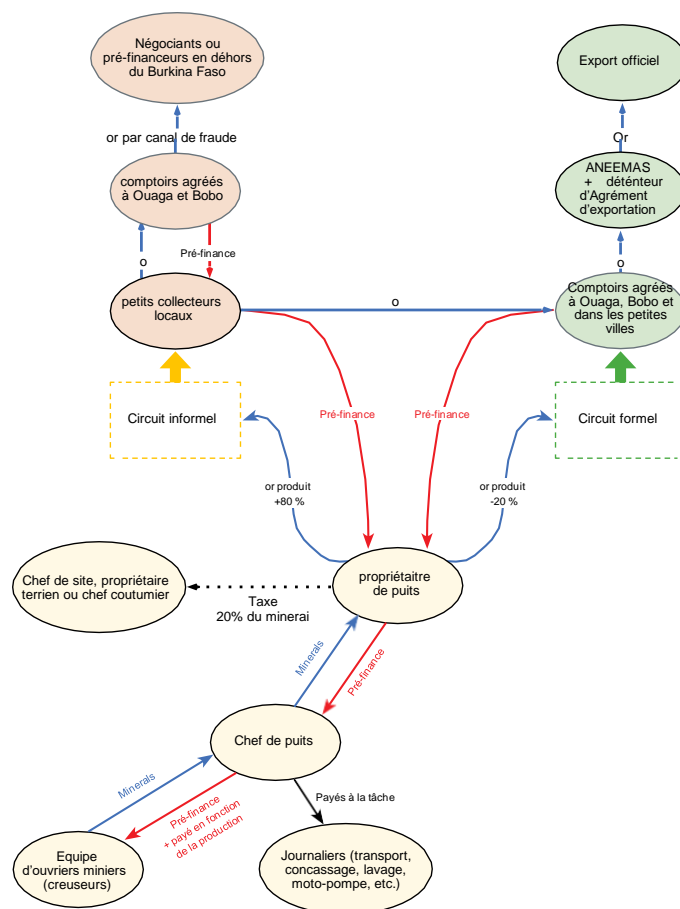 Négociants ou
pré-financeurs en déhors
du Burkina Faso
Export officiel
or par canal de fraude
Or
comptoirs agréés
à Ouaga et Bobo
ANEEMAS
+ déténteur
d'Agrément
d'exportation
Pré-finance
o
o
petits collecteurs
locaux
o
Comptoirs agréés
à Ouaga, Bobo et
dans les petites
villes
Circuit informel
Pré-finance
Pré-finance
Circuit formel
or produit
+80 %
or produit
-20 %
Chef de site, propriétaire
terrien ou chef coutumier
Taxe
20% du minerai
propriétaitre
de puits
Minerals
Pré-finance
Chef de puits
Minerals
Pré-finance
+ payé en fonction
de la production
Payés à la tâche
Equipe
d'ouvriers miniers
(creuseurs)
Journaliers (transport,
concassage, lavage,
moto-pompe, etc.)